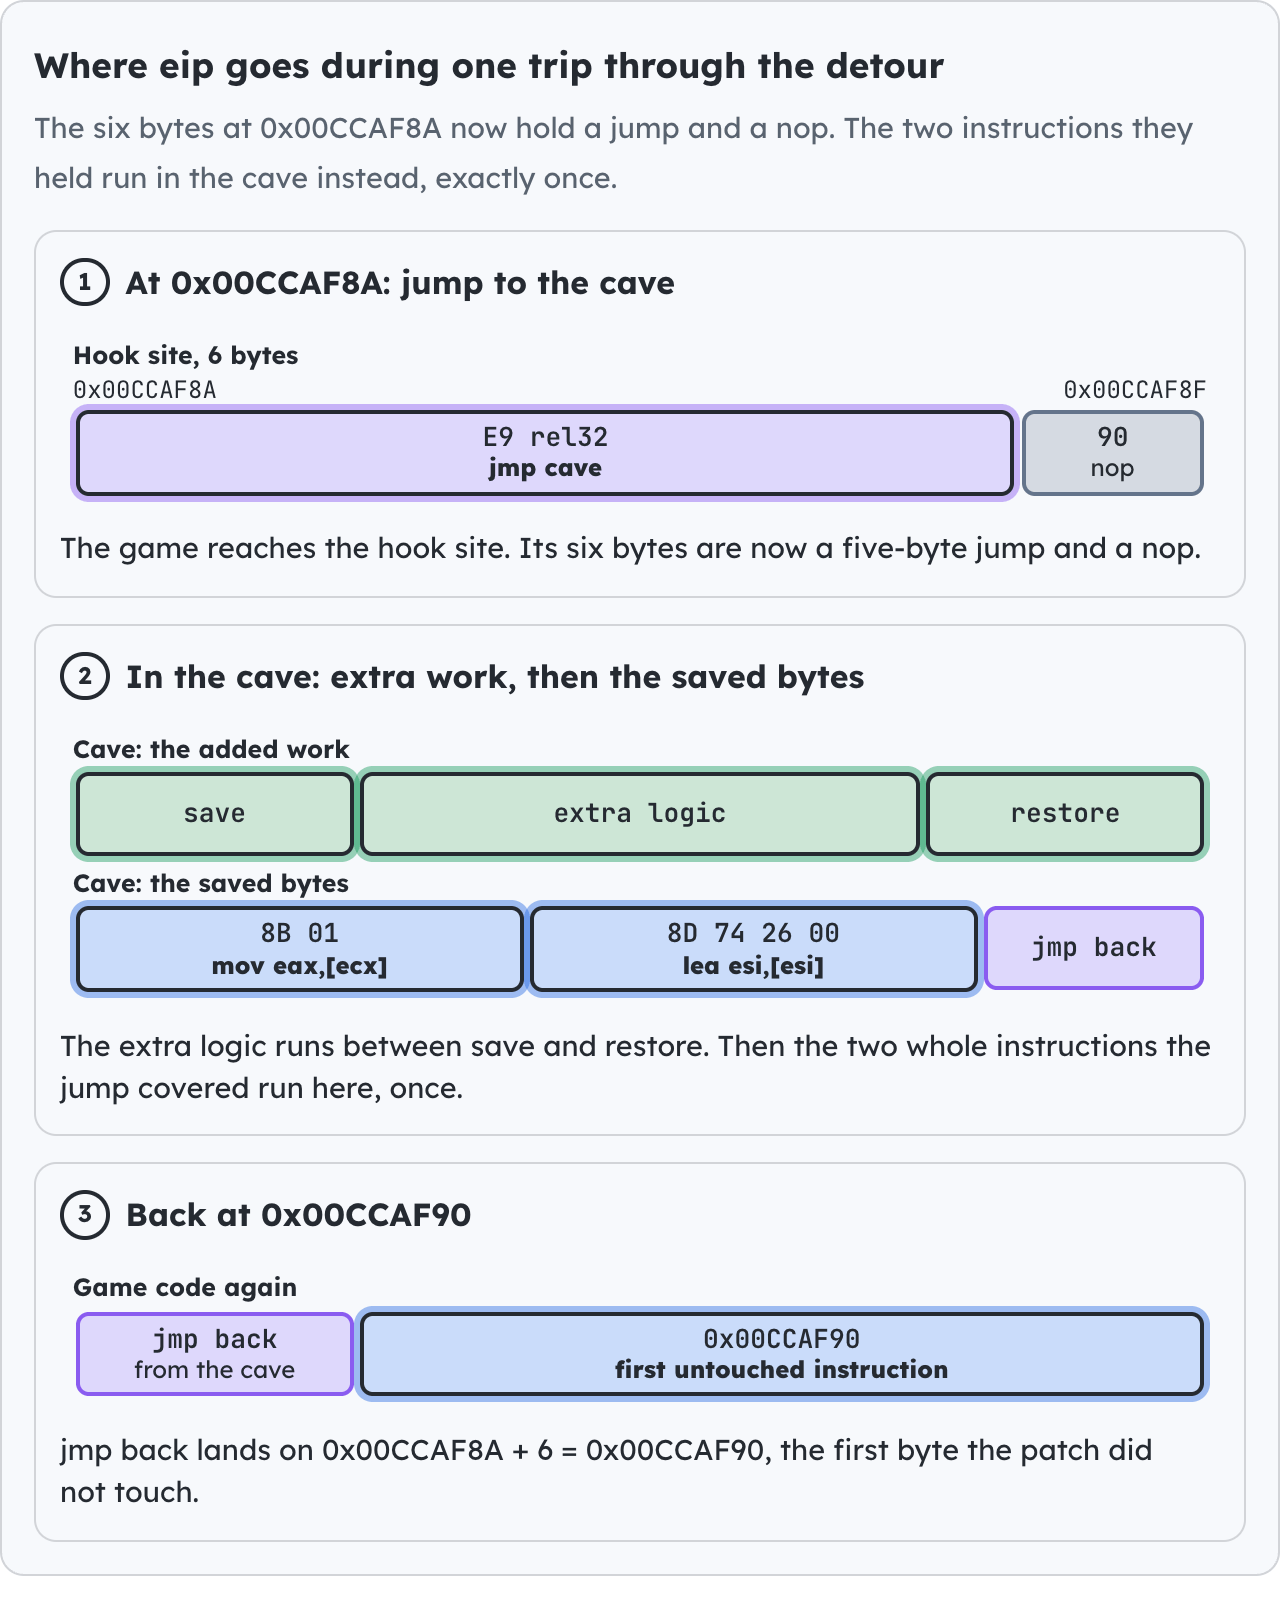 Where eip goes during one trip through the detour
The six bytes at 0x00CCAF8A now hold a jump and a nop. The two instructions they
held run in the cave instead, exactly once.
1 At 0x00CCAF8A: jump to the cave
Hook site, 6 bytes
0x00CCAF8A 0x00CCAF8F
E9 rel32 90
jmp cave nop
The game reaches the hook site. Its six bytes are now a five-byte jump and a nop.
2 In the cave: extra work, then the saved bytes
Cave: the added work
save extra logic restore
Cave: the saved bytes
8B 01 8D 74 26 00 jmp back
mov eax,[ecx] lea esi,[esi]
The extra logic runs between save and restore. Then the two whole instructions the
jump covered run here, once.
3 Back at 0x00CCAF90
Game code again
jmp back 0x00CCAF90
from the cave first untouched instruction
jmp back lands on 0x00CCAF8A + 6 = 0x00CCAF90, the first byte the patch did
not touch.